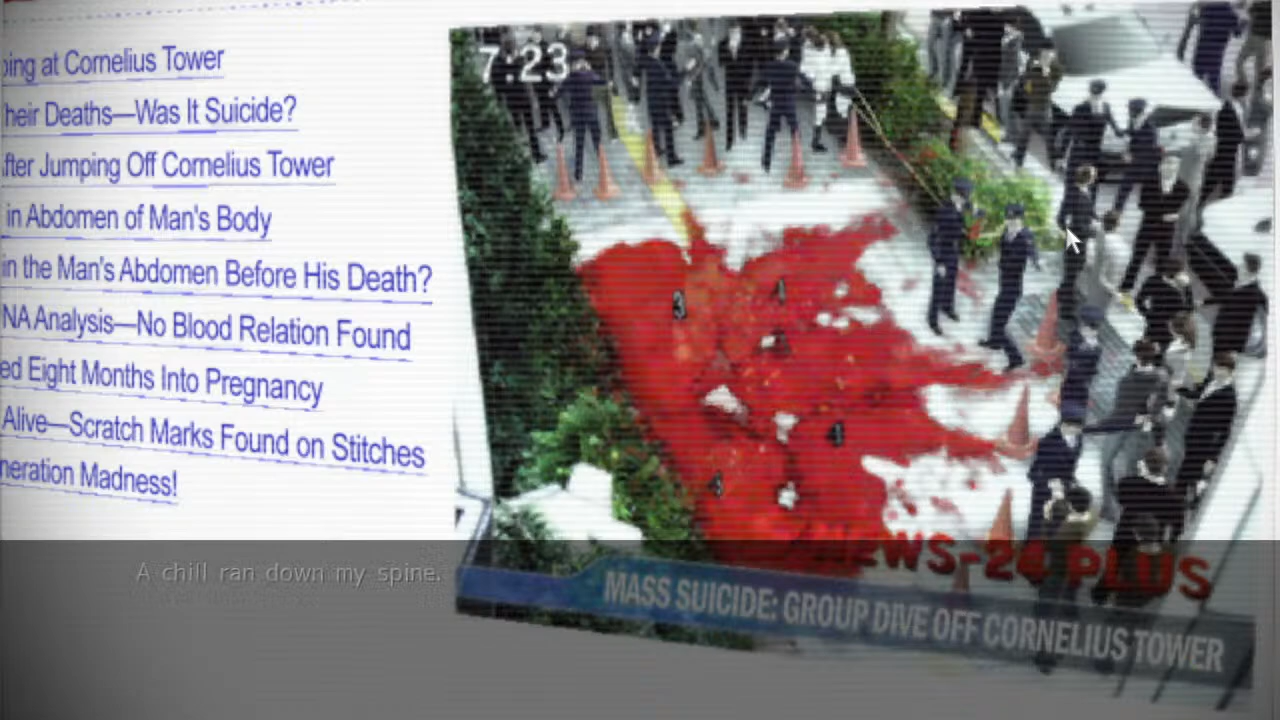 ping at Cornelius Tower
heir Deaths—Was It Suicide?
fter Jumping Off Cornelius Tower
in Abdomen of Man's Body
in the Man's Abdomen Before His Death?
NA Analysis—No Blood Relation Found
ed Eight Months Into Pregnancy
Alive—Scratch Marks Found on Stitches
neration Madness!
7:23
3
4
NEWS-24 PLUS
MASS SUICIDE: GROUP DIVE OFF CORNELIUS TOWER
A chill ran down my spine.